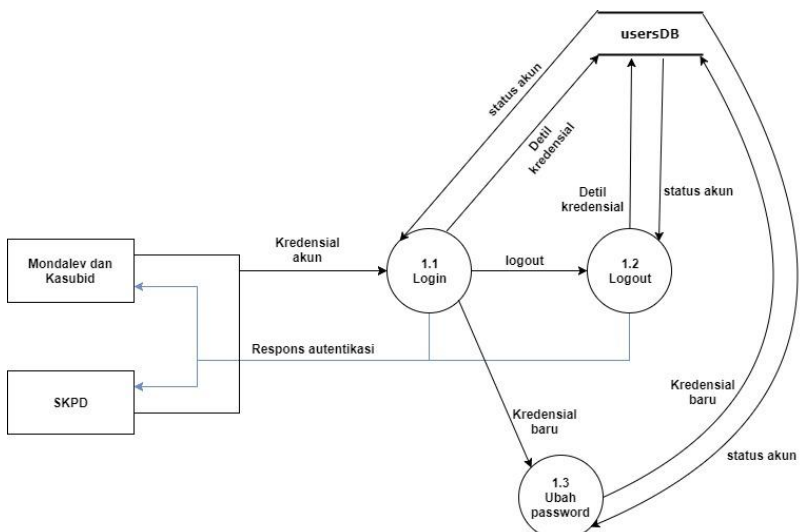 usersDB
status akun
Detil
kredensial
Detil
kredensial
status akun
Kredensial
akun
Mondalev dan
Kasubid
1.1
Login
logout
1.2
Logout
Respons autentikasi
SKPD
Kredensial
baru
Kredensial
baru
status akun
1.3
Ubah
password